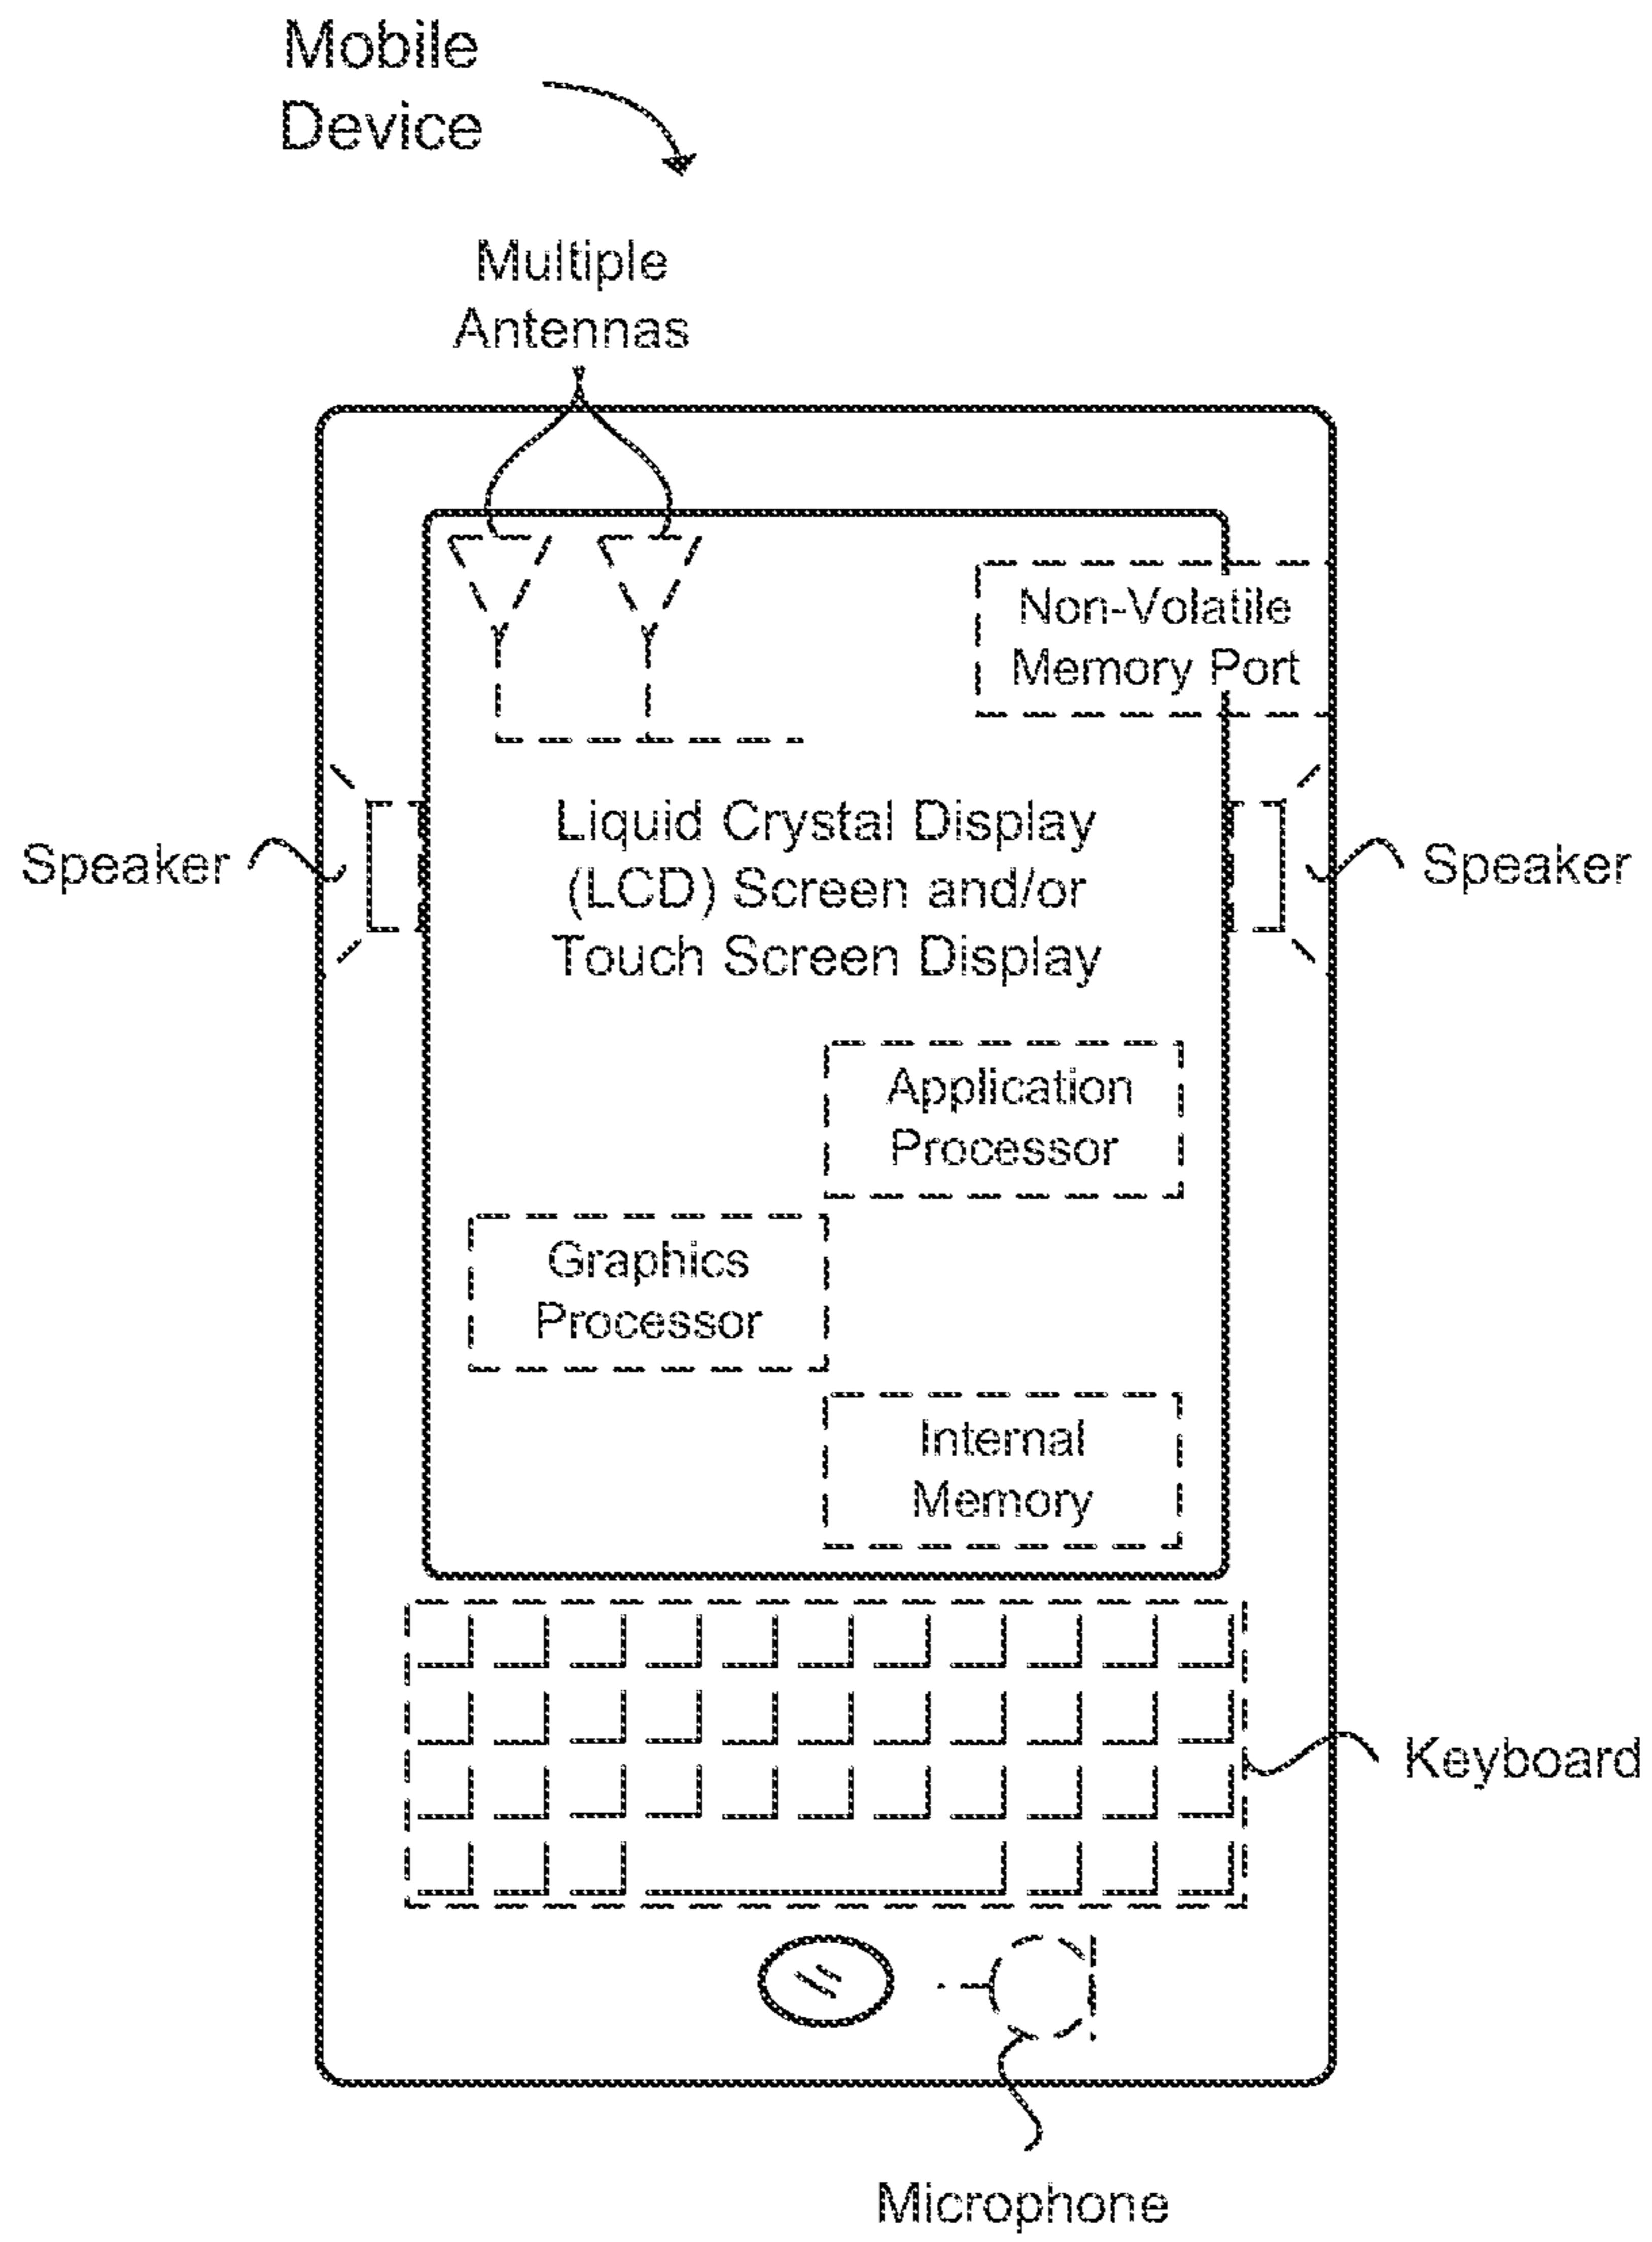 Mobile
Device
Multiple
Antennas
Non-Volatile
Memory Port
Speaker
Liquid Crystal Display
(LCD) Screen and/or
Touch Screen Display
Speaker
Application
Processor
Graphics
Processor
Internal
Memory
Keyboard
Microphone